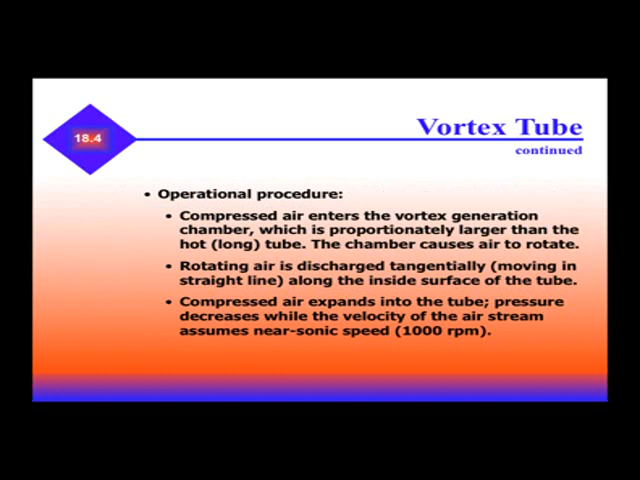 18.4
Vortex Tube
continued
• Operational procedure:
• Compressed air enters the vortex generation
chamber, which is proportionately larger than the
hot (long) tube. The chamber causes air to rotate.
• Rotating air is discharged tangentially (moving in
straight line) along the inside surface of the tube.
• Compressed air expands into the tube; pressure
decreases while the velocity of the air stream
assumes near-sonic speed (1000 rpm).